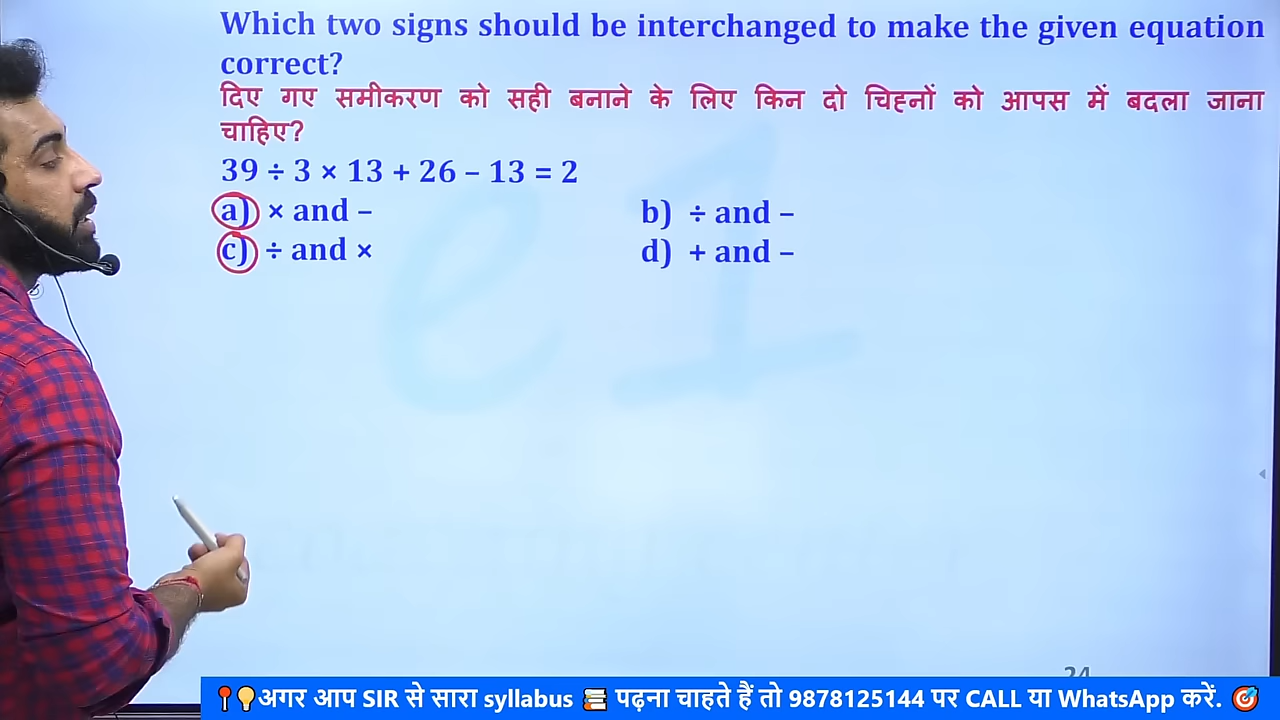 Which two signs should be interchanged to make the given equation
correct?
दिए गए समीकरण को सही बनाने के लिए किन दो चिह्नों को आपस में बदला जाना
चाहिए?
39 ÷ 3 × 13 + 26 – 13 = 2
a) × and –
b) ÷ and –
c) ÷ and ×
d) + and –
24
अगर आप SIR से सारा syllabus पढ़ना चाहते हैं तो 9878125144 पर CALL या WhatsApp करें.